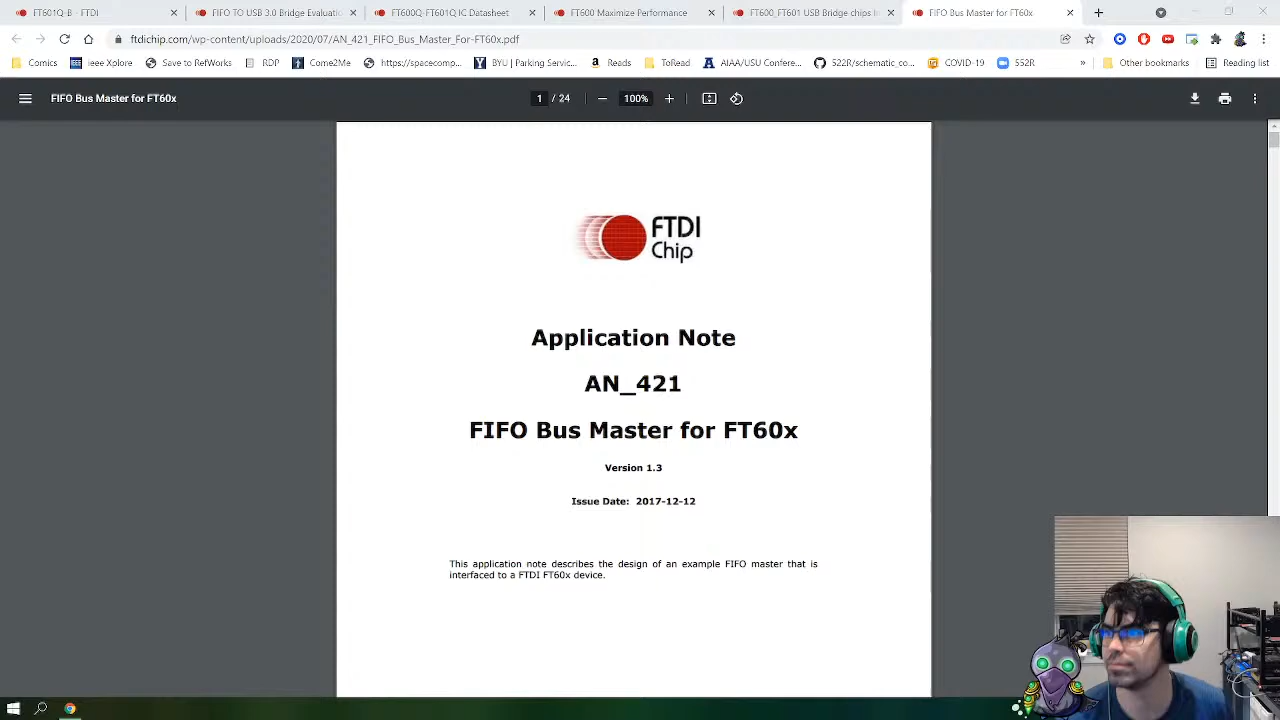 FT601Q-B - FTDI
FIFO TO USB 3.0 Bridge Evaluation
FT600Q-FT601Q IC Datasheet
FT600 Maximize Performance
FT600_FT601 USB Bridge chips In
FIFO Bus Master for FT60x
ftdichip.com/wp-content/uploads/2020/07/AN_421_FIFO_Bus_Master_For-FT60x.pdf
Comics
ieee Xplore
Save to RefWorks
RDP
Come2Me
https://spacecomp...
BYU | Parking Servic...
Reads
ToRead
AIAA/USU Confere...
522R/schematic_co...
COVID-19
552R
»
Other bookmarks
Reading list
FIFO Bus Master for FT60x
1 / 24
100%
FTDI
Chip
Application Note
AN_421
FIFO Bus Master for FT60x
Version 1.3
Issue Date: 2017-12-12
This application note describes the design of an example FIFO master that is
interfaced to a FTDI FT60x device.